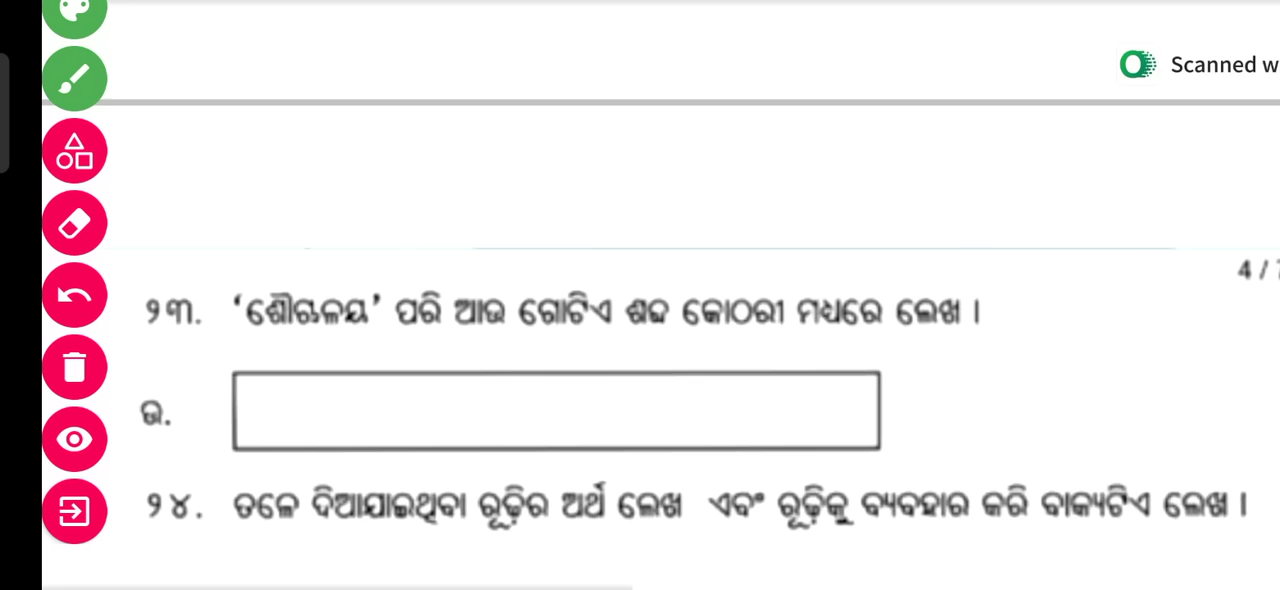 Scanned w
4 / 7
୨୩. ‘ଶୌଚାଳୟ’ ପରି ଆଉ ଗୋଟିଏ ଶବ୍ଦ କୋଠରୀ ମଧ୍ୟରେ ଲେଖ ।
ଉ.
୨୪. ତଳେ ଦିଆଯାଇଥିବା ରୂଢ଼ିର ଅର୍ଥ ଲେଖ ଏବଂ ରୂଢ଼ିକୁ ବ୍ୟବହାର କରି ବାକ୍ୟଟିଏ ଲେଖ ।